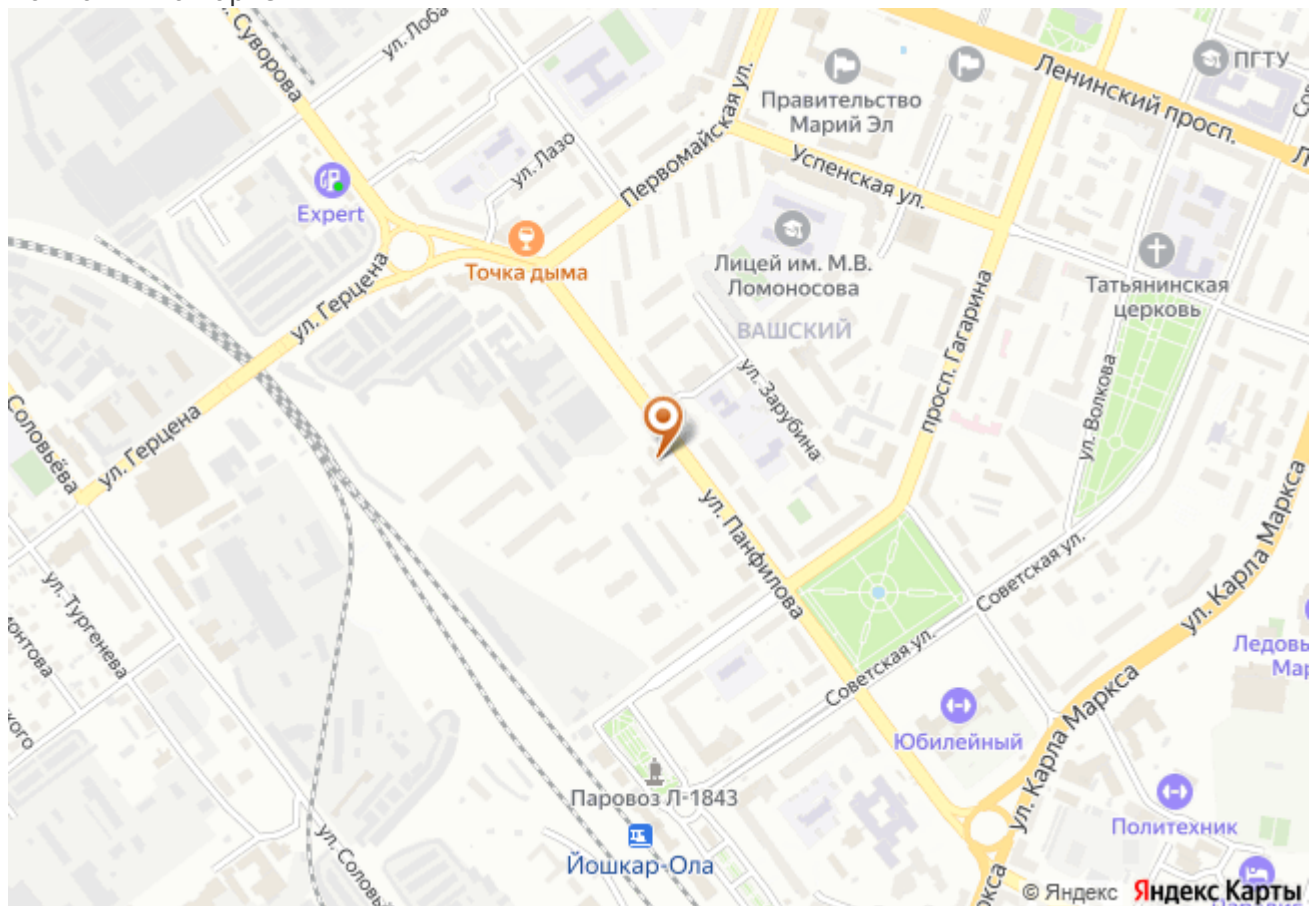 Суворова
ул. Лоба
Ленинский просп.
ПГТУ
Правительство
Марий Эл
Первомайская ул.
ул. Лазо
Успенская ул.
Expert
Точка дыма
Лицей им. М.В.
Ломоносова
Татьянинская
церковь
ул. Герцена
ВАШСКИЙ
просп. Гагарина
ул. Зарубина
ул. Волкова
Соловьёва
ул. Герцена
ул. Панфилова
ул. Карла Маркса
Советская ул.
ул. Тургенева
Советская ул.
Юбилейный
ул. Карла Маркса
Паровоз Л-1843
Йошкар-Ола
Политехник
ул. Соловь
© Яндекс Яндекс Карты